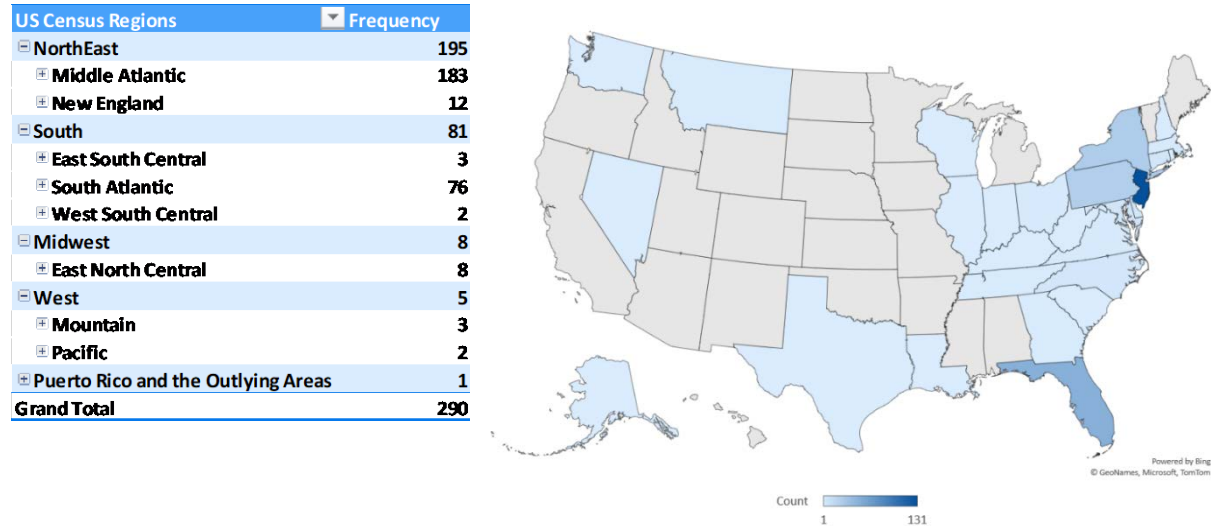 US Census Regions Frequency
NorthEast 195
Middle Atlantic 183
New England 12
South 81
East South Central 3
South Atlantic 76
West South Central 2
Midwest 8
East North Central 8
West 5
Mountain 3
Pacific 2
Puerto Rico and the Outlying Areas 1
Grand Total 290
Powered by Bing
© GeoNames, Microsoft, TomTom
Count
1 131